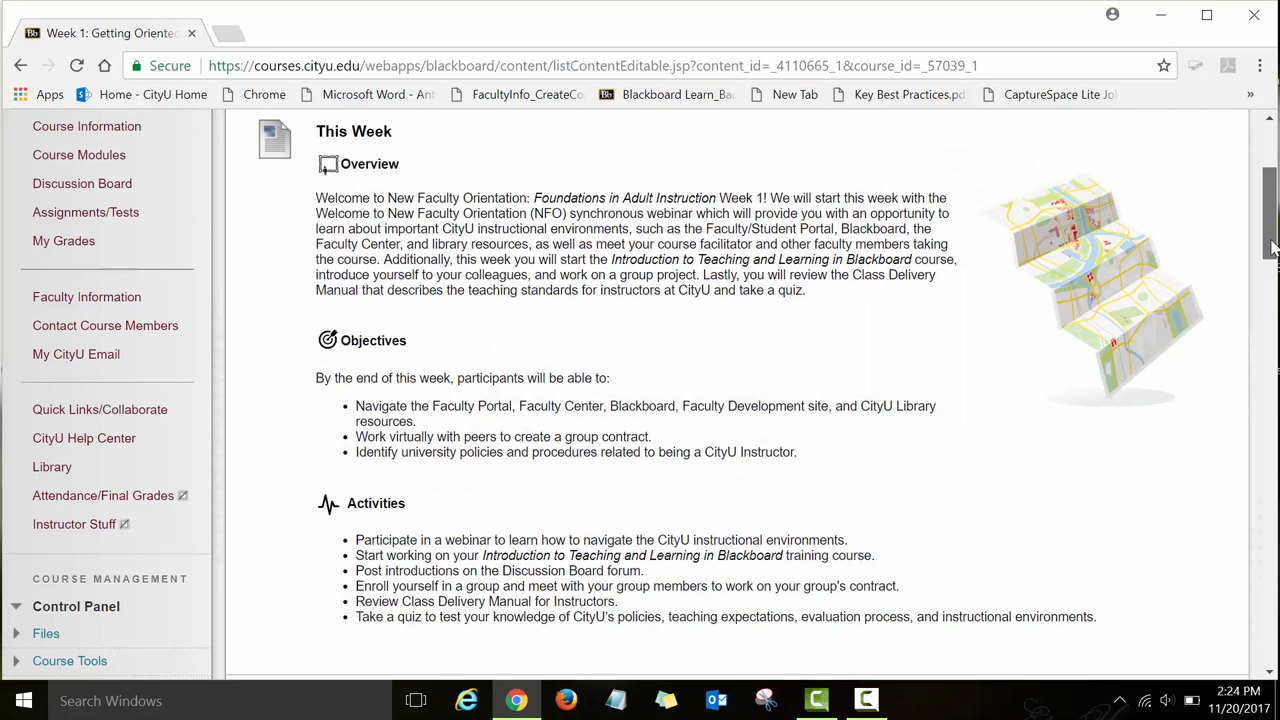 Week 1: Getting Oriente
Secure
https://courses.cityu.edu/webapps/blackboard/content/listContentEditable.jsp?content_id=_4110665_1&course_id=_57039_1
Apps
Home - CityU Home
Chrome
Microsoft Word - Ant
FacultyInfo_CreateCo
Blackboard Learn_Ba
New Tab
Key Best Practices.pd
CaptureSpace Lite Jo
»
Course Information
Course Modules
Discussion Board
Assignments/Tests
My Grades
Faculty Information
Contact Course Members
My CityU Email
Quick Links/Collaborate
CityU Help Center
Library
Attendance/Final Grades
Instructor Stuff
COURSE MANAGEMENT
Control Panel
Files
Course Tools
This Week
Overview
Welcome to New Faculty Orientation: Foundations in Adult Instruction Week 1! We will start this week with the
Welcome to New Faculty Orientation (NFO) synchronous webinar which will provide you with an opportunity to
learn about important CityU instructional environments, such as the Faculty/Student Portal, Blackboard, the
Faculty Center, and library resources, as well as meet your course facilitator and other faculty members taking
the course. Additionally, this week you will start the Introduction to Teaching and Learning in Blackboard course,
introduce yourself to your colleagues, and work on a group project. Lastly, you will review the Class Delivery
Manual that describes the teaching standards for instructors at CityU and take a quiz.
Objectives
By the end of this week, participants will be able to:
• Navigate the Faculty Portal, Faculty Center, Blackboard, Faculty Development site, and CityU Library
resources.
• Work virtually with peers to create a group contract.
• Identify university policies and procedures related to being a CityU Instructor.
Activities
• Participate in a webinar to learn how to navigate the CityU instructional environments.
• Start working on your Introduction to Teaching and Learning in Blackboard training course.
• Post introductions on the Discussion Board forum.
• Enroll yourself in a group and meet with your group members to work on your group's contract.
• Review Class Delivery Manual for Instructors.
• Take a quiz to test your knowledge of CityU's policies, teaching expectations, evaluation process, and instructional environments.
Search Windows
2:24 PM
11/20/2017